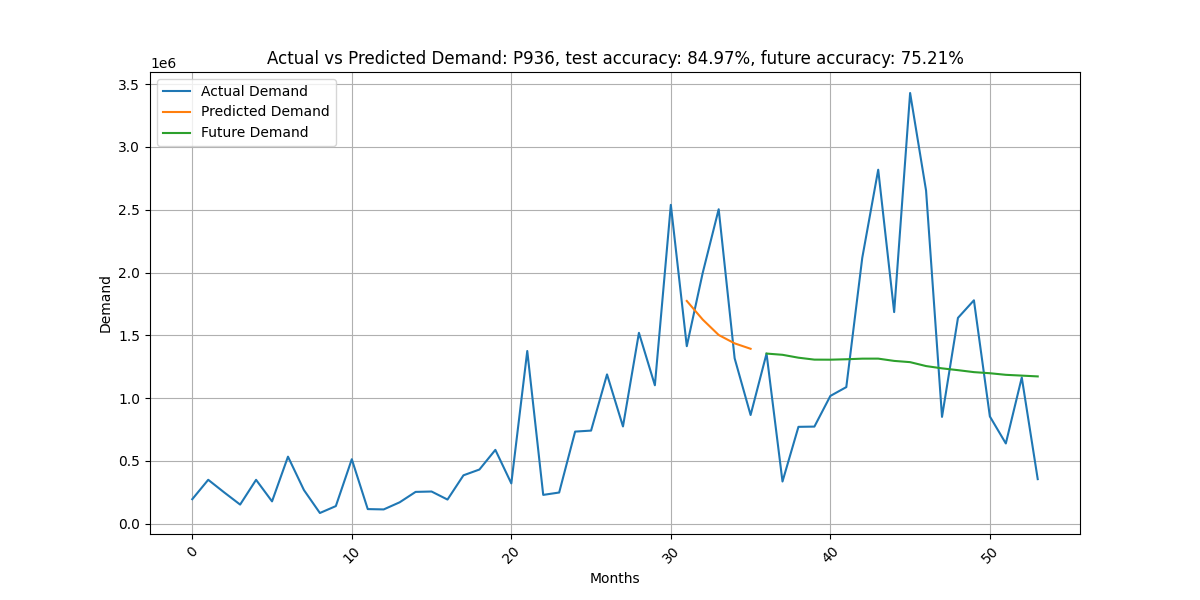 Actual vs Predicted Demand: P936, test accuracy: 84.97%, future accuracy: 75.21%
1e6
Actual Demand
Predicted Demand
Future Demand
3.5
3.0
2.5
2.0
1.5
1.0
0.5
0.0
Demand
0
10
20
30
40
50
Months